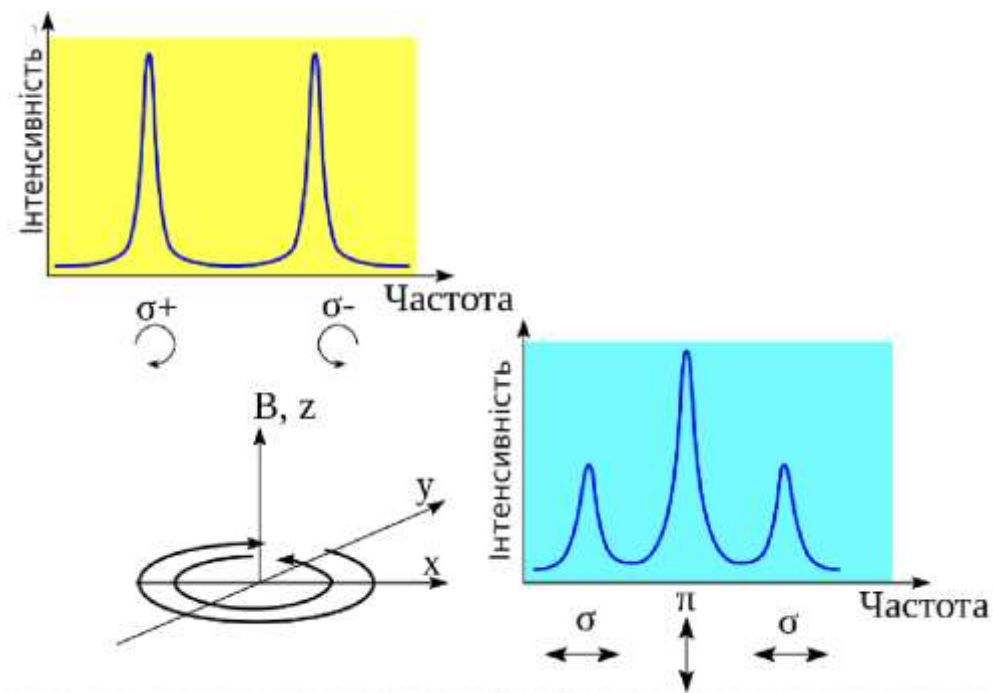 Інтенсивність
Частота
σ+
σ-
B, z
y
x
Інтенсивність
Частота
σ
π
σ